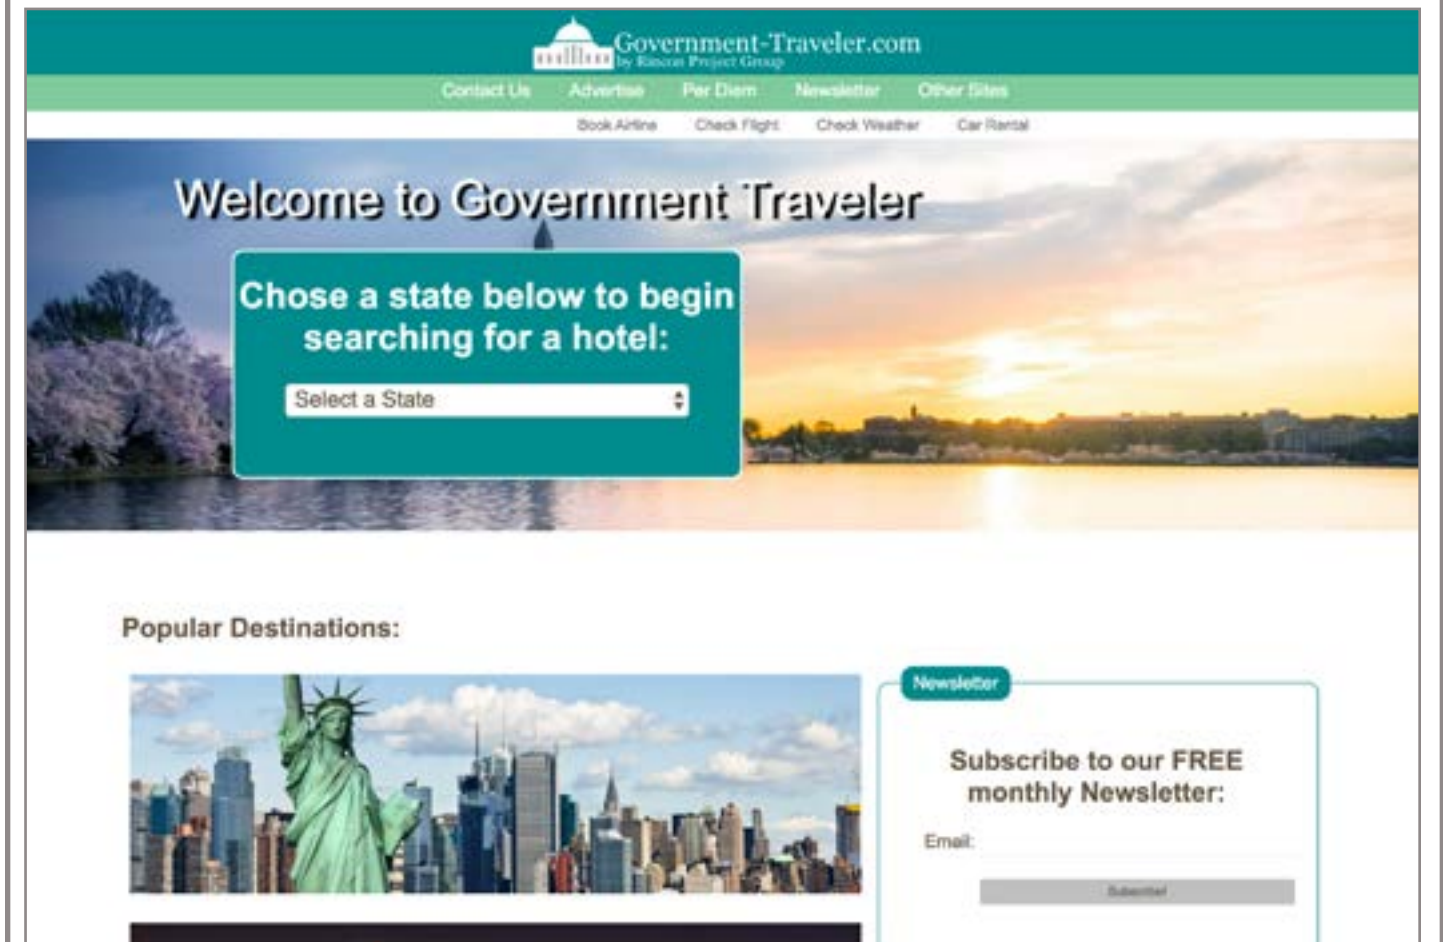 Government-Traveler.com
by Rincon Project Group
Contact Us Advertise Per Diem Newsletter Other Sites
Book Airline Check Flight Check Weather Car Rental
Welcome to Government Traveler
Chose a state below to begin
searching for a hotel:
Select a State
Popular Destinations:
Newsletter
Subscribe to our FREE
monthly Newsletter:
Email:
Subscribe!